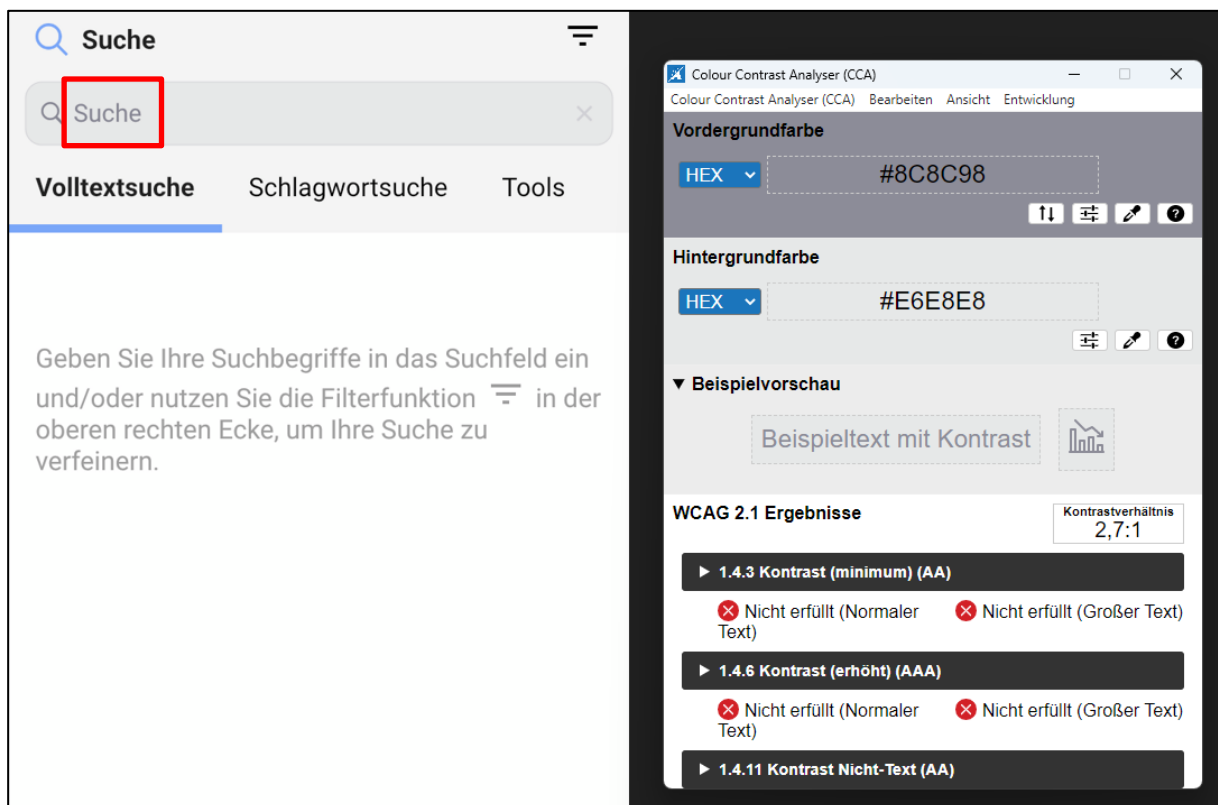 Suche
Suche
Volltextsuche Schlagwortsuche Tools
Geben Sie Ihre Suchbegriffe in das Suchfeld ein
und/oder nutzen Sie die Filterfunktion in der
oberen rechten Ecke, um Ihre Suche zu
verfeinern.
Colour Contrast Analyser (CCA)
Colour Contrast Analyser (CCA) Bearbeiten Ansicht Entwicklung
Vordergrundfarbe
HEX #8C8C98
Hintergrundfarbe
HEX #E6E8E8
Beispielvorschau
Beispieltext mit Kontrast
WCAG 2.1 Ergebnisse
Kontrastverhältnis
2,7:1
1.4.3 Kontrast (minimum) (AA)
Nicht erfüllt (Normaler Text)
Nicht erfüllt (Großer Text)
1.4.6 Kontrast (erhöht) (AAA)
Nicht erfüllt (Normaler Text)
Nicht erfüllt (Großer Text)
1.4.11 Kontrast Nicht-Text (AA)